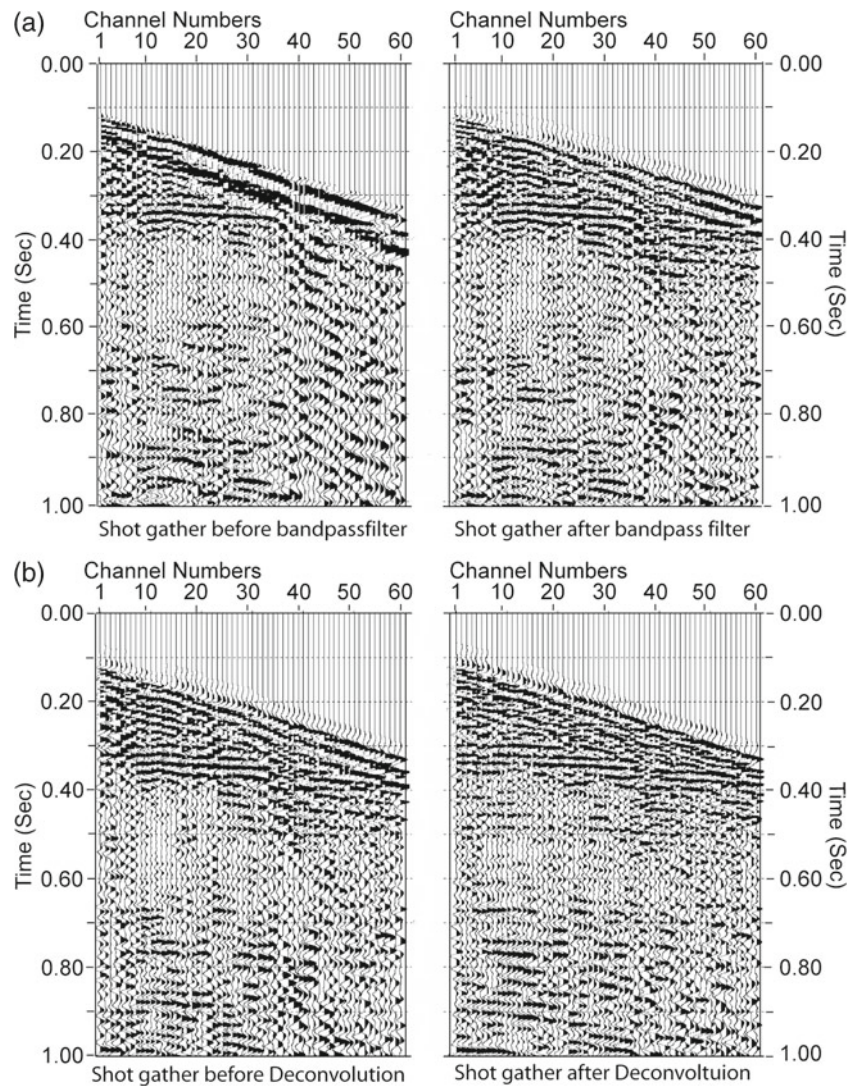 (a)
Channel Numbers
1 10 20 30 40 50 60
Channel Numbers
1 10 20 30 40 50 60
0.00
0.20
0.40
0.60
0.80
1.00
Time (Sec)
0.00
0.20
0.40
0.60
0.80
1.00
Time (Sec)
Shot gather before bandpassfilter
Shot gather after bandpass filter
(b)
Channel Numbers
1 10 20 30 40 50 60
Channel Numbers
1 10 20 30 40 50 60
0.00
0.20
0.40
0.60
0.80
1.00
Time (Sec)
0.00
0.20
0.40
0.60
0.80
1.00
Time (Sec)
Shot gather before Deconvolution
Shot gather after Deconvoltuion